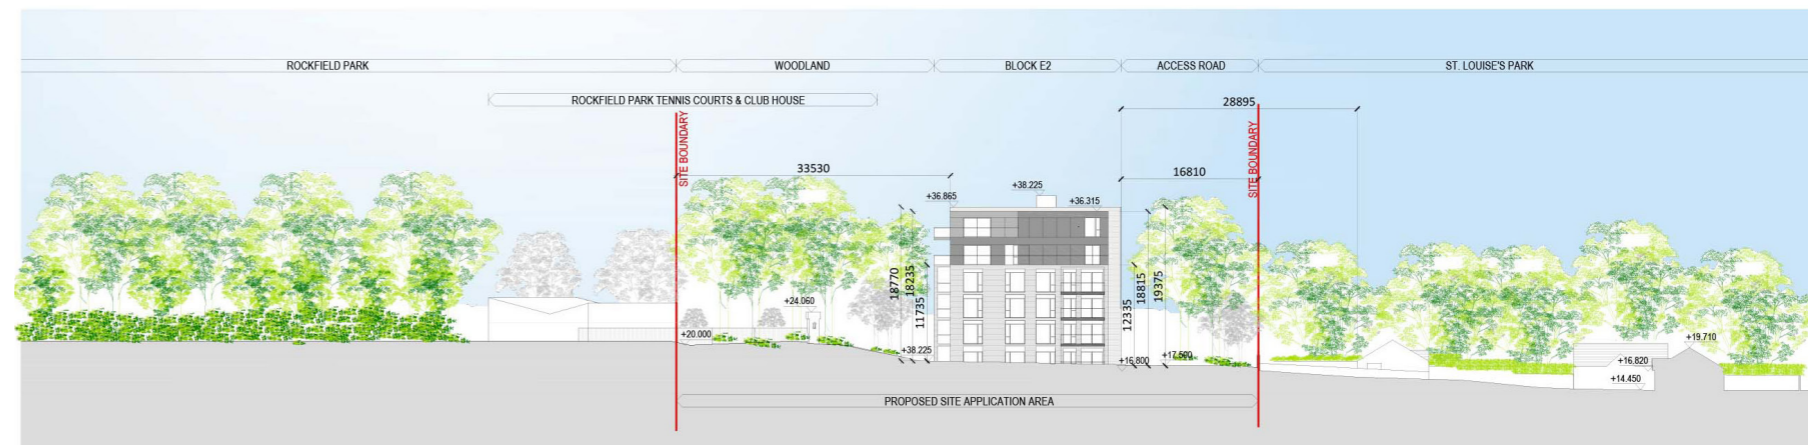 ROCKFIELD PARK
WOODLAND
BLOCK E2
ACCESS ROAD
ST. LOUISE'S PARK
ROCKFIELD PARK TENNIS COURTS & CLUB HOUSE
28895
SITE BOUNDARY
SITE BOUNDARY
33530
16810
+38.225
+36.865
+36.315
18770
18235
11735
12335
18815
19375
+24.060
+20.000
+38.225
+16.800
+17.500
+19.710
+16.820
+14.450
PROPOSED SITE APPLICATION AREA